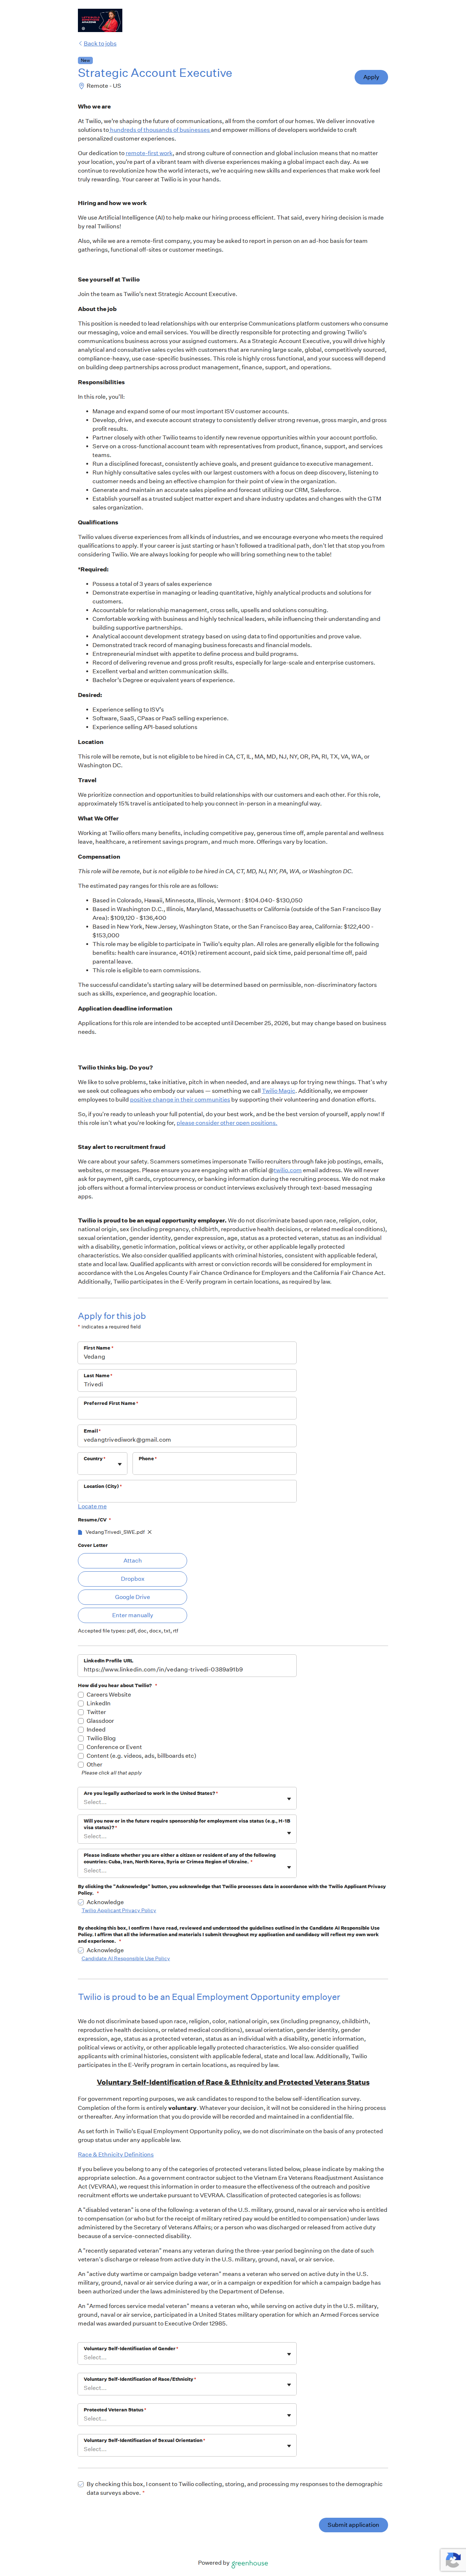 Back to jobs
New
Strategic Account Executive
Apply
Remote - US
Who we are
At Twilio, we're shaping the future of communications, all from the comfort of our homes. We deliver innovative
solutions to hundreds of thousands of businesses and empower millions of developers worldwide to craft
personalized customer experiences.
Our dedication to remote-first work, and strong culture of connection and global inclusion means that no matter
your location, you're part of a vibrant team with diverse experiences making a global impact each day. As we
continue to revolutionize how the world interacts, we're acquiring new skills and experiences that make work feel
truly rewarding. Your career at Twilio is in your hands.
Hiring and how we work
We use Artificial Intelligence (AI) to help make our hiring process efficient. That said, every hiring decision is made
by real Twilions!
Also, while we are a remote-first company, you may be asked to report in person on an ad-hoc basis for team
gatherings, functional off-sites or customer meetings.
See yourself at Twilio
Join the team as Twilio's next Strategic Account Executive.
About the job
This position is needed to lead relationships with our enterprise Communications platform customers who consume
our messaging, voice and email services. You will be directly responsible for protecting and growing Twilio's
communications business across your assigned customers. As a Strategic Account Executive, you will drive highly
analytical and consultative sales cycles with customers that are running large scale, global, competitively sourced,
compliance-heavy, use case-specific businesses. This role is highly cross functional, and your success will depend
on building deep partnerships across product management, finance, support, and operations.
Responsibilities
In this role, you'll:
• Manage and expand some of our most important ISV customer accounts.
• Develop, drive, and execute account strategy to consistently deliver strong revenue, gross margin, and gross
profit results.
• Partner closely with other Twilio teams to identify new revenue opportunities within your account portfolio.
• Serve on a cross-functional account team with representatives from product, finance, support, and services
teams.
• Run a disciplined forecast, consistently achieve goals, and present guidance to executive management.
• Run highly consultative sales cycles with our largest customers with a focus on deep discovery, listening to
customer needs and being an effective champion for their point of view in the organization.
• Generate and maintain an accurate sales pipeline and forecast utilizing our CRM, Salesforce.
• Establish yourself as a trusted subject matter expert and share industry updates and changes with the GTM
sales organization.
Qualifications
Twilio values diverse experiences from all kinds of industries, and we encourage everyone who meets the required
qualifications to apply. If your career is just starting or hasn't followed a traditional path, don't let that stop you from
considering Twilio. We are always looking for people who will bring something new to the table!
*Required:
• Possess a total of 3 years of sales experience
• Demonstrate expertise in managing or leading quantitative, highly analytical products and solutions for
customers.
• Accountable for relationship management, cross sells, upsells and solutions consulting.
• Comfortable working with business and highly technical leaders, while influencing their understanding and
building supportive partnerships.
• Analytical account development strategy based on using data to find opportunities and prove value.
• Demonstrated track record of managing business forecasts and financial models.
• Entrepreneurial mindset with appetite to define process and build programs.
• Record of delivering revenue and gross profit results, especially for large-scale and enterprise customers.
• Excellent verbal and written communication skills.
• Bachelor's Degree or equivalent years of experience.
Desired:
• Experience selling to ISV's
• Software, SaaS, CPaas or PaaS selling experience.
• Experience selling API-based solutions
Location
This role will be remote, but is not eligible to be hired in CA, CT, IL, MA, MD, NJ, NY, OR, PA, RI, TX, VA, WA, or
Washington DC.
Travel
We prioritize connection and opportunities to build relationships with our customers and each other. For this role,
approximately 15% travel is anticipated to help you connect in-person in a meaningful way.
What We Offer
Working at Twilio offers many benefits, including competitive pay, generous time off, ample parental and wellness
leave, healthcare, a retirement savings program, and much more. Offerings vary by location.
Compensation
This role will be remote, but is not eligible to be hired in CA, CT, MD, NJ, NY, PA, WA, or Washington DC.
The estimated pay ranges for this role are as follows:
• Based in Colorado, Hawaii, Minnesota, Illinois, Vermont : $104.040- $130,050
• Based in Washington D.C., Illinois, Maryland, Massachusetts or California (outside of the San Francisco Bay
Area): $109,120 - $136,400
• Based in New York, New Jersey, Washington State, or the San Francisco Bay area, California: $122,400 -
$153,000
• This role may be eligible to participate in Twilio's equity plan. All roles are generally eligible for the following
benefits: health care insurance, 401(k) retirement account, paid sick time, paid personal time off, paid
parental leave.
• This role is eligible to earn commissions.
The successful candidate's starting salary will be determined based on permissible, non-discriminatory factors
such as skills, experience, and geographic location.
Application deadline information
Applications for this role are intended to be accepted until December 25, 2026, but may change based on business
needs.
Twilio thinks big. Do you?
We like to solve problems, take initiative, pitch in when needed, and are always up for trying new things. That's why
we seek out colleagues who embody our values — something we call Twilio Magic. Additionally, we empower
employees to build positive change in their communities by supporting their volunteering and donation efforts.
So, if you're ready to unleash your full potential, do your best work, and be the best version of yourself, apply now! If
this role isn't what you're looking for, please consider other open positions.
Stay alert to recruitment fraud
We care about your safety. Scammers sometimes impersonate Twilio recruiters through fake job postings, emails,
websites, or messages. Please ensure you are engaging with an official @twilio.com email address. We will never
ask for payment, gift cards, cryptocurrency, or banking information during the recruiting process. We do not make
job offers without a formal interview process or conduct interviews exclusively through text-based messaging
apps.
Twilio is proud to be an equal opportunity employer. We do not discriminate based upon race, religion, color,
national origin, sex (including pregnancy, childbirth, reproductive health decisions, or related medical conditions),
sexual orientation, gender identity, gender expression, age, status as a protected veteran, status as an individual
with a disability, genetic information, political views or activity, or other applicable legally protected
characteristics. We also consider qualified applicants with criminal histories, consistent with applicable federal,
state and local law. Qualified applicants with arrest or conviction records will be considered for employment in
accordance with the Los Angeles County Fair Chance Ordinance for Employers and the California Fair Chance Act.
Additionally, Twilio participates in the E-Verify program in certain locations, as required by law.
Apply for this job
* indicates a required field
First Name *
Vedang
Last Name *
Trivedi
Preferred First Name *
Email *
vedangtrivediwork@gmail.com
Country *
Phone *
Location (City) *
Locate me
Resume/CV *
VedangTrivedi_SWE.pdf
Cover Letter
Attach
Dropbox
Google Drive
Enter manually
Accepted file types: pdf, doc, docx, txt, rtf
LinkedIn Profile URL
https://www.linkedin.com/in/vedang-trivedi-0389a91b9
How did you hear about Twilio? *
Careers Website
LinkedIn
Twitter
Glassdoor
Indeed
Twilio Blog
Conference or Event
Content (e.g. videos, ads, billboards etc)
Other
Please click all that apply
Are you legally authorized to work in the United States? *
Select...
Will you now or in the future require sponsorship for employment visa status (e.g., H-1B
visa status)? *
Select...
Please indicate whether you are either a citizen or resident of any of the following
countries: Cuba, Iran, North Korea, Syria or Crimea Region of Ukraine. *
Select...
By clicking the "Acknowledge" button, you acknowledge that Twilio processes data in accordance with the Twilio Applicant Privacy
Policy. *
Acknowledge
Twilio Applicant Privacy Policy
By checking this box, I confirm I have read, reviewed and understood the guidelines outlined in the Candidate AI Responsible Use
Policy. I affirm that all the information and materials I submit throughout my application and candidacy will reflect my own work
and experience. *
Acknowledge
Candidate AI Responsible Use Policy
Twilio is proud to be an Equal Employment Opportunity employer
We do not discriminate based upon race, religion, color, national origin, sex (including pregnancy, childbirth,
reproductive health decisions, or related medical conditions), sexual orientation, gender identity, gender
expression, age, status as a protected veteran, status as an individual with a disability, genetic information,
political views or activity, or other applicable legally protected characteristics. We also consider qualified
applicants with criminal histories, consistent with applicable federal, state and local law. Additionally, Twilio
participates in the E-Verify program in certain locations, as required by law.
Voluntary Self-Identification of Race & Ethnicity and Protected Veterans Status
For government reporting purposes, we ask candidates to respond to the below self-identification survey.
Completion of the form is entirely voluntary. Whatever your decision, it will not be considered in the hiring process
or thereafter. Any information that you do provide will be recorded and maintained in a confidential file.
As set forth in Twilio's Equal Employment Opportunity policy, we do not discriminate on the basis of any protected
group status under any applicable law.
Race & Ethnicity Definitions
If you believe you belong to any of the categories of protected veterans listed below, please indicate by making the
appropriate selection. As a government contractor subject to the Vietnam Era Veterans Readjustment Assistance
Act (VEVRAA), we request this information in order to measure the effectiveness of the outreach and positive
recruitment efforts we undertake pursuant to VEVRAA. Classification of protected categories is as follows:
A "disabled veteran" is one of the following: a veteran of the U.S. military, ground, naval or air service who is entitled
to compensation (or who but for the receipt of military retired pay would be entitled to compensation) under laws
administered by the Secretary of Veterans Affairs; or a person who was discharged or released from active duty
because of a service-connected disability.
A "recently separated veteran" means any veteran during the three-year period beginning on the date of such
veteran's discharge or release from active duty in the U.S. military, ground, naval, or air service.
An "active duty wartime or campaign badge veteran" means a veteran who served on active duty in the U.S.
military, ground, naval or air service during a war, or in a campaign or expedition for which a campaign badge has
been authorized under the laws administered by the Department of Defense.
An "Armed forces service medal veteran" means a veteran who, while serving on active duty in the U.S. military,
ground, naval or air service, participated in a United States military operation for which an Armed Forces service
medal was awarded pursuant to Executive Order 12985.
Voluntary Self-Identification of Gender *
Select...
Voluntary Self-Identification of Race/Ethnicity *
Select...
Protected Veteran Status *
Select...
Voluntary Self-Identification of Sexual Orientation *
Select...
By checking this box, I consent to Twilio collecting, storing, and processing my responses to the demographic
data surveys above. *
Submit application
Powered by greenhouse